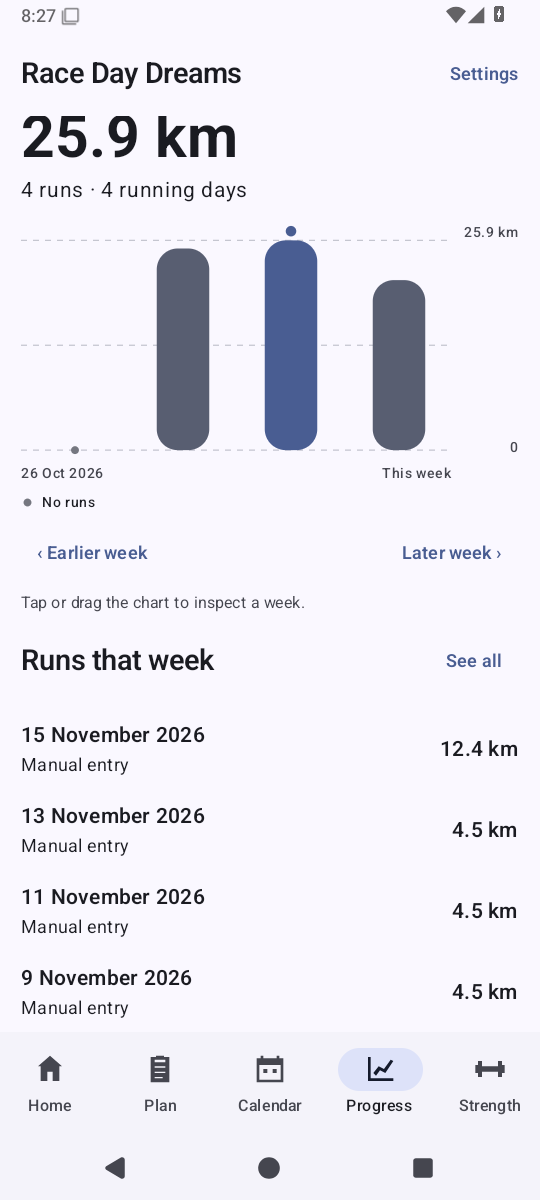 8:27
Race Day Dreams
Settings
25.9 km
4 runs · 4 running days
25.9 km
0
26 Oct 2026
This week
No runs
‹ Earlier week
Later week ›
Tap or drag the chart to inspect a week.
Runs that week
See all
15 November 2026
Manual entry
12.4 km
13 November 2026
Manual entry
4.5 km
11 November 2026
Manual entry
4.5 km
9 November 2026
Manual entry
4.5 km
Home
Plan
Calendar
Progress
Strength